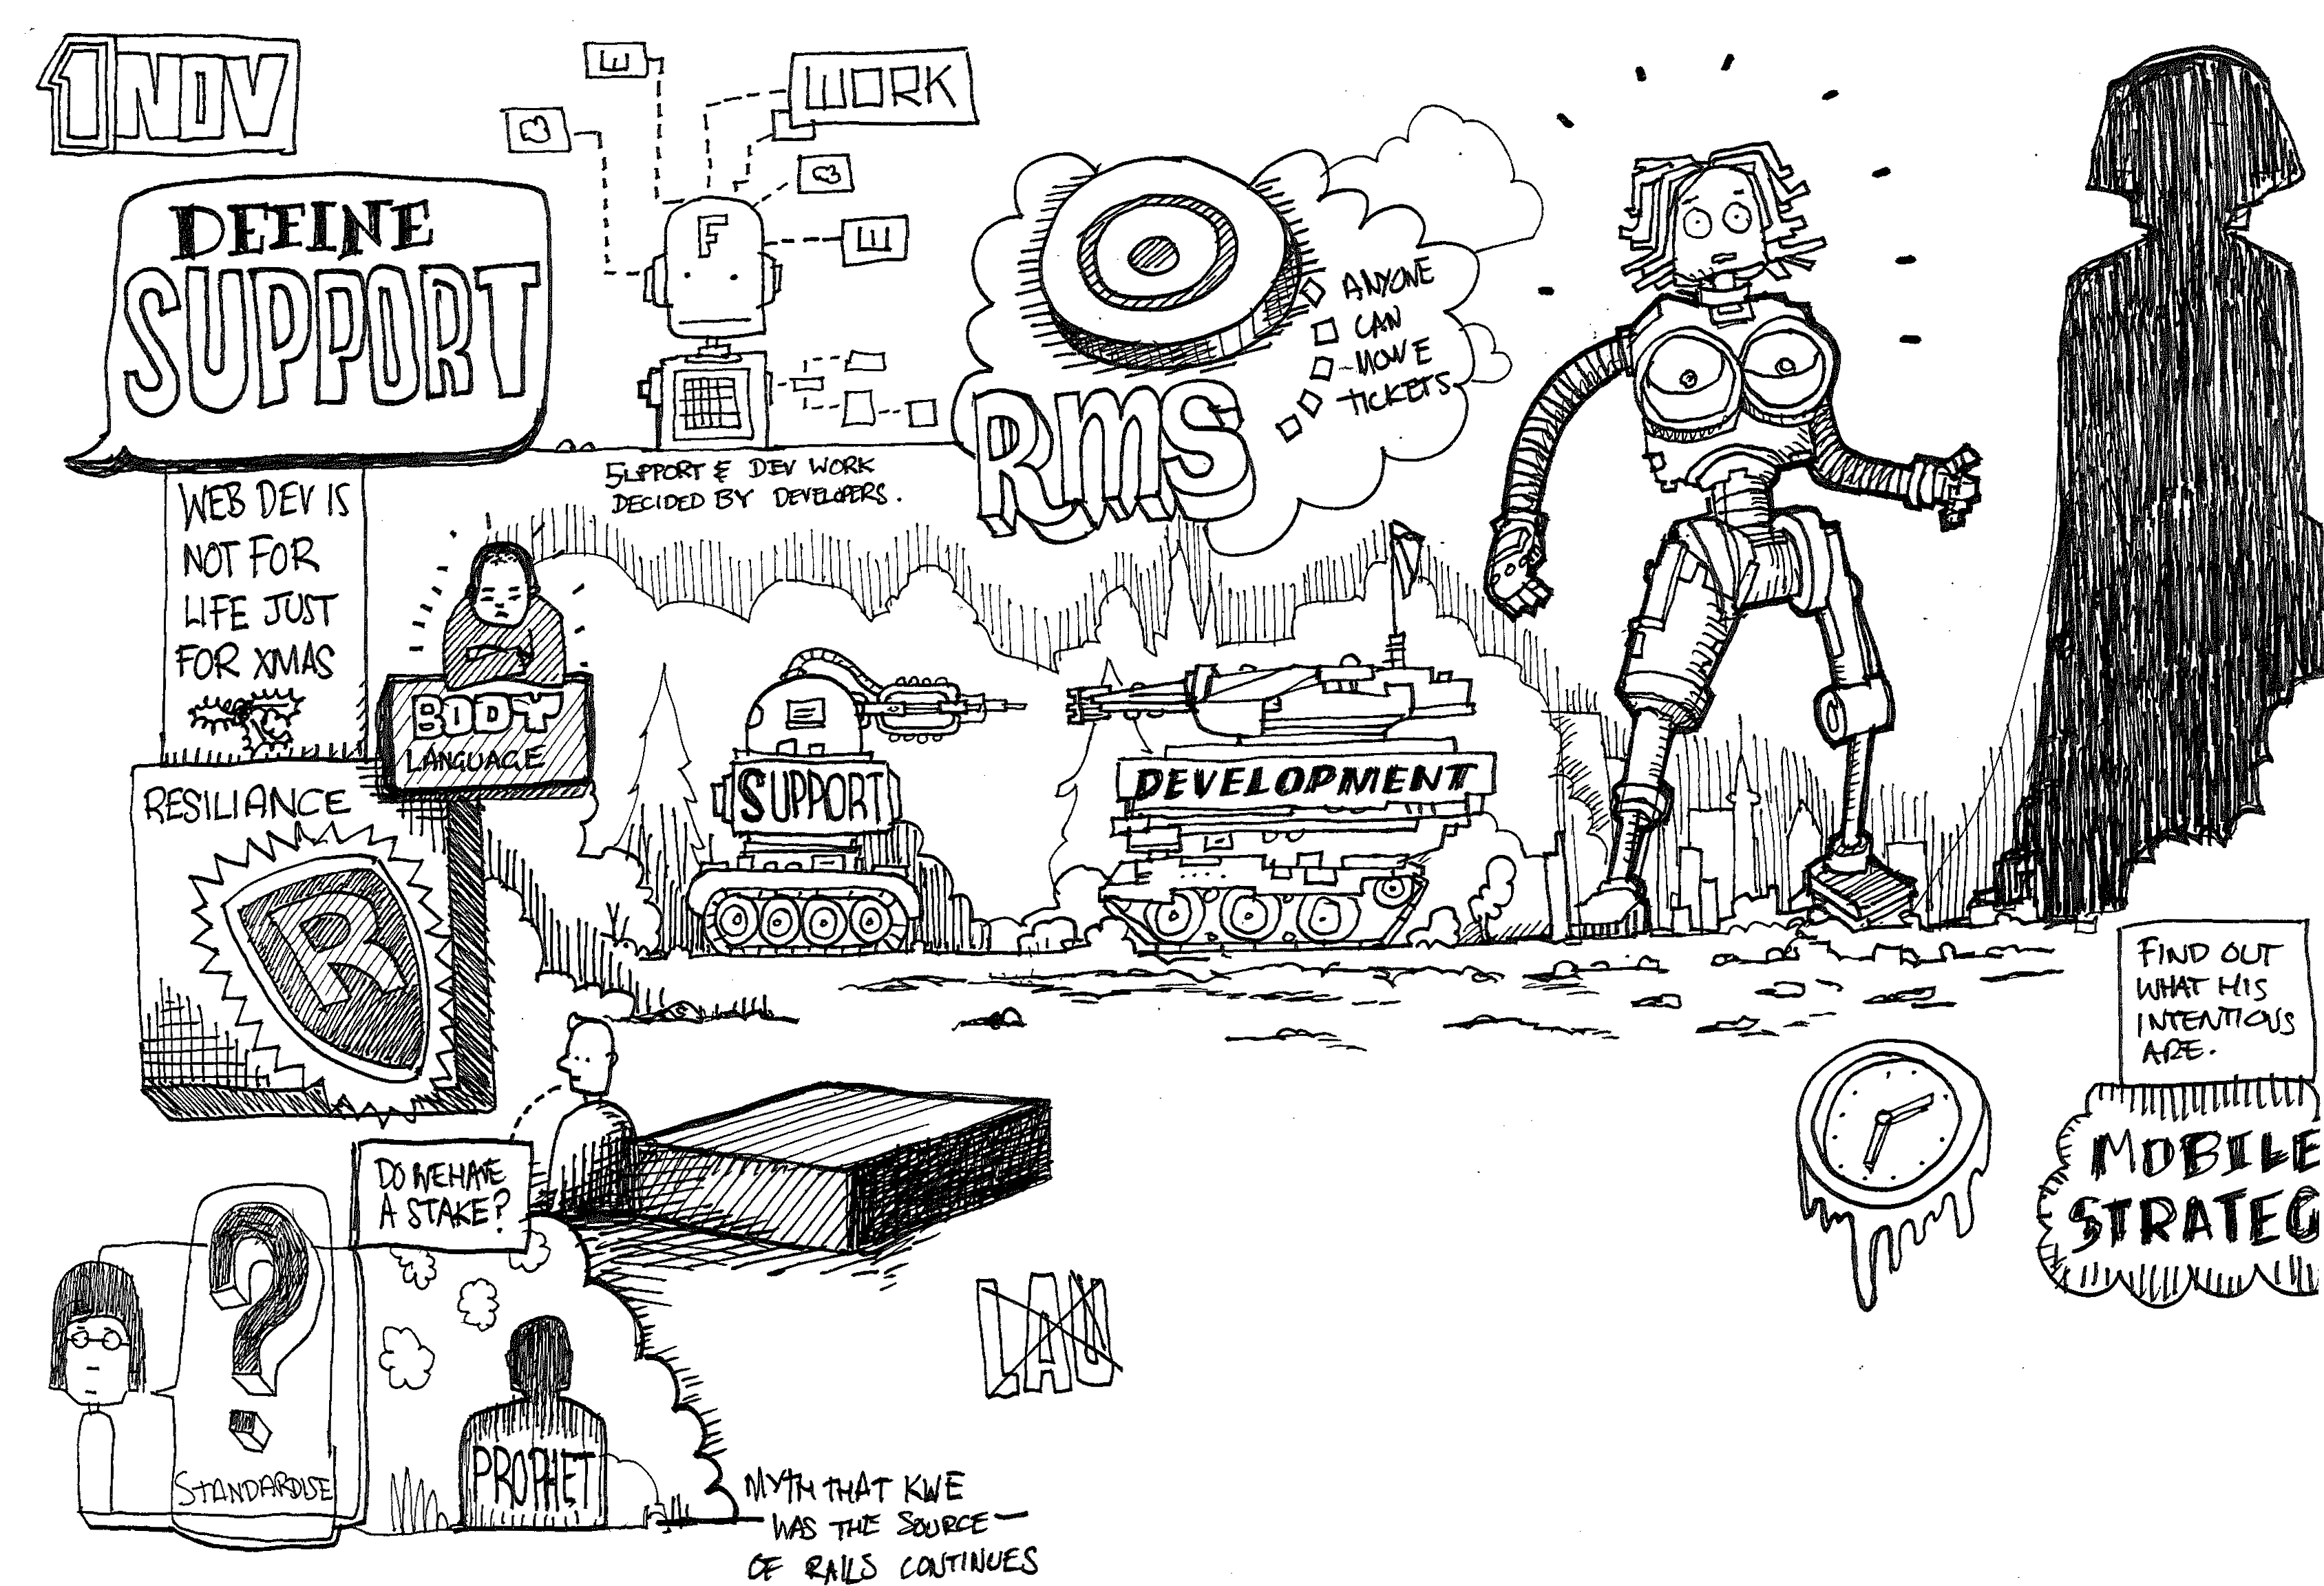 1 NOV
WORK
DEFINE
SUPPORT
F
SUPPORT & DEV WORK
DECIDED BY DEVELOPERS.
RMS
ANYONE
CAN
MOVE
TICKETS
WEB DEV IS
NOT FOR
LIFE JUST
FOR XMAS
BODY
LANGUAGE
RESILIANCE
R
SUPPORT
DEVELOPMENT
FIND OUT
WHAT HIS
INTENTIONS
ARE.
MOBILE
STRATEG
DO WE HAVE
A STAKE?
?
STANDARDISE
PROPHET
LAU
MYTH THAT KWE
WAS THE SOURCE
OF RAILS CONTINUES